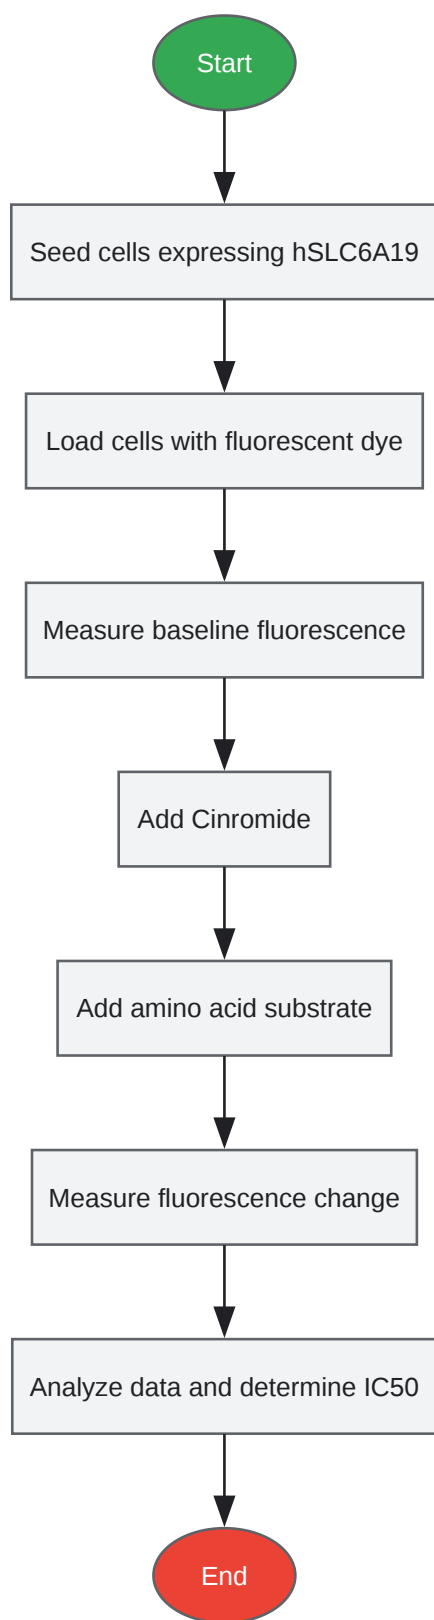 Start
Seed cells expressing hSLC6A19
Load cells with fluorescent dye
Measure baseline fluorescence
Add Cinromide
Add amino acid substrate
Measure fluorescence change
Analyze data and determine IC50
End